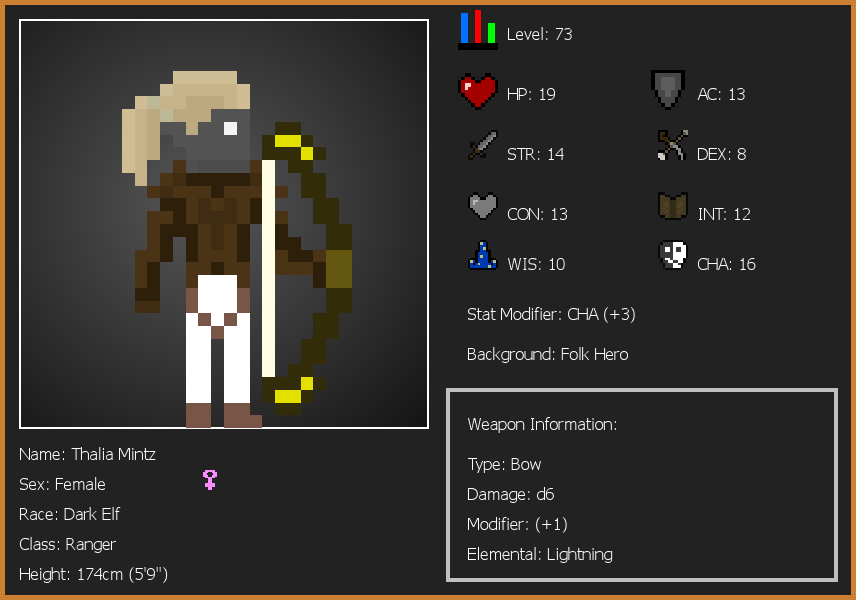 Level: 73
HP: 19
AC: 13
STR: 14
DEX: 8
CON: 13
INT: 12
WIS: 10
CHA: 16
Stat Modifier: CHA (+3)
Background: Folk Hero
Weapon Information:
Type: Bow
Damage: d6
Modifier: (+1)
Elemental: Lightning
Name: Thalia Mintz
Sex: Female
Race: Dark Elf
Class: Ranger
Height: 174cm (5'9")